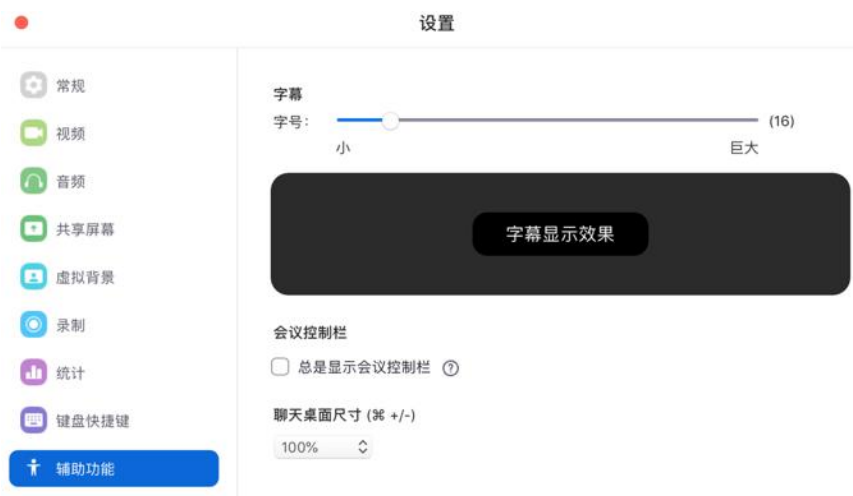 设置
常规
视频
音频
共享屏幕
虚拟背景
录制
统计
键盘快捷键
辅助功能
字幕
字号: (16)
小 巨大
字幕显示效果
会议控制栏
总是显示会议控制栏 ?
聊天桌面尺寸 (⌘ +/-)
100%